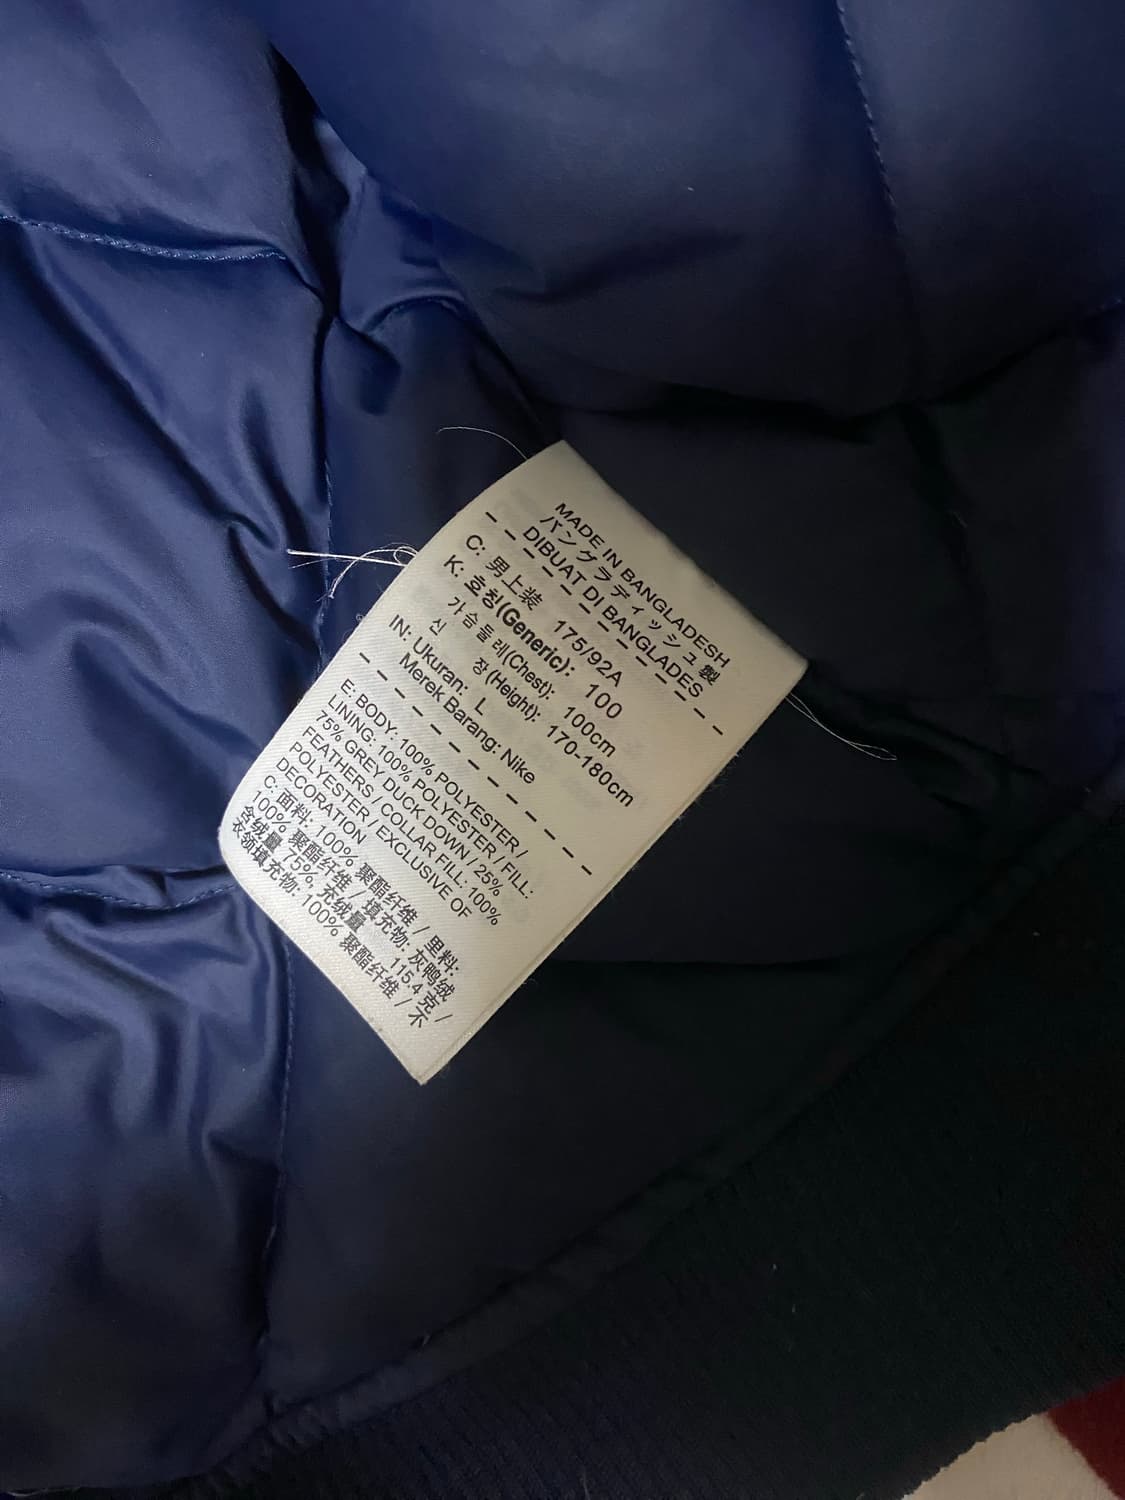 MADE IN BANGLADESH
バングラディッシュ製
DIBUAT DI BANGLADES
C: 男上装 175/92A
K: 호칭(Generic): 100
가슴둘레(Chest): 100cm
신 장(Height): 170-180cm
IN: Ukuran: L
Merek Barang: Nike
E: BODY: 100% POLYESTER /
LINING: 100% POLYESTER / FILL:
75% GREY DUCK DOWN / 25%
FEATHERS / COLLAR FILL: 100%
POLYESTER / EXCLUSIVE OF
DECORATION
C: 面料: 100% 聚酯纤维 / 里料:
100% 聚酯纤维 / 填充物: 灰鸭绒
含绒量 75%, 充绒量 115.4 克 /
衣领填充物: 100% 聚酯纤维 / 不